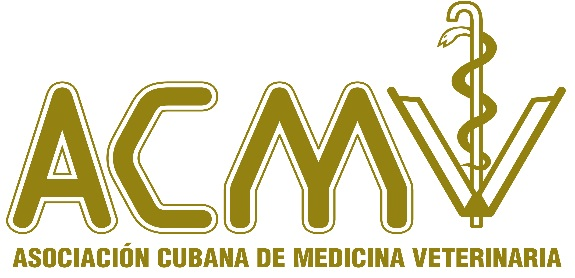 ACMV
ASOCIACIÓN CUBANA DE MEDICINA VETERINARIA